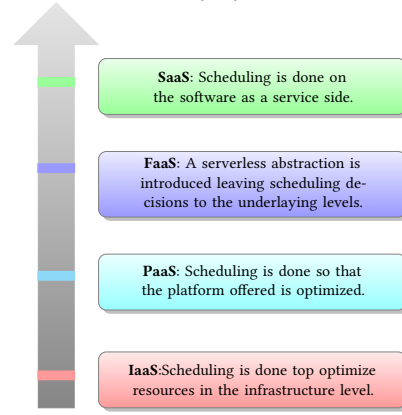 SaaS: Scheduling is done on
the software as a service side.
FaaS: A serverless abstraction is
introduced leaving scheduling de-
cisions to the underlaying levels.
PaaS: Scheduling is done so that
the platform offered is optimized.
IaaS:Scheduling is done top optimize
resources in the infrastructure level.